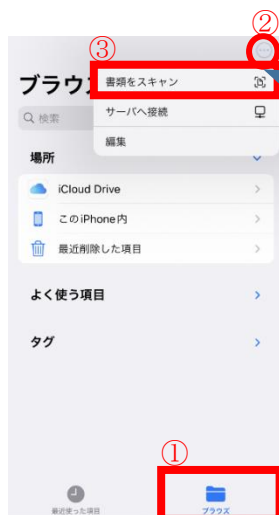 ②
③
ブラウ
書類をスキャン
検索
サーバへ接続
編集
場所
iCloud Drive
このiPhone内
最近削除した項目
よく使う項目
タグ
①
最近使った項目
ブラウズ